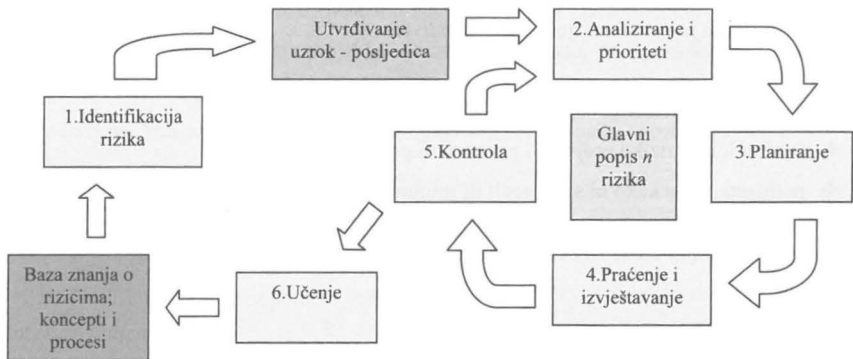 Utvrđivanje
uzrok - posljedica
2.Analiziranje i
prioriteti
1.Identifikacija
rizika
5.Kontrola
Glavni
popis n
rizika
3.Planiranje
Baza znanja o
rizicima;
koncepti i
procesi
6.Učenje
4.Praćenje i
izvještavanje